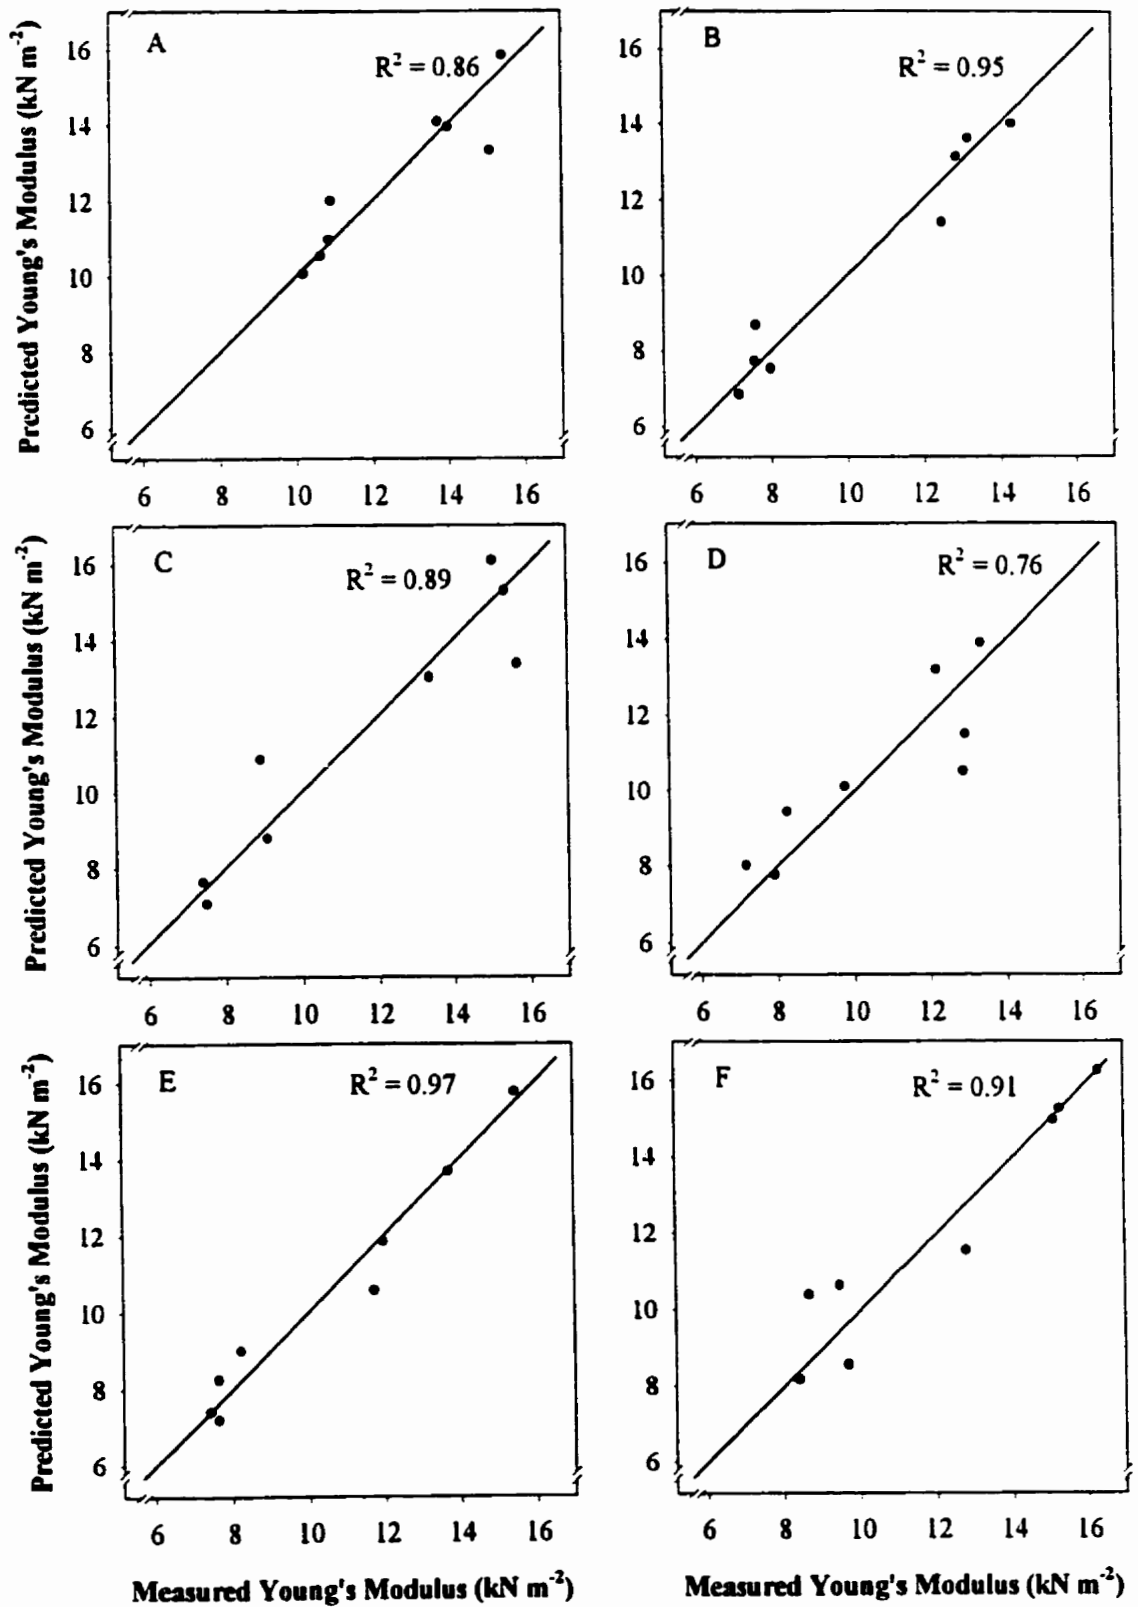 A
R² = 0.86
Predicted Young's Modulus (kN m⁻²)
16
14
12
10
8
6
6 8 10 12 14 16
B
R² = 0.95
16
14
12
10
8
6
6 8 10 12 14 16
C
R² = 0.89
Predicted Young's Modulus (kN m⁻²)
16
14
12
10
8
6
6 8 10 12 14 16
D
R² = 0.76
16
14
12
10
8
6
6 8 10 12 14 16
E
R² = 0.97
Predicted Young's Modulus (kN m⁻²)
16
14
12
10
8
6
6 8 10 12 14 16
Measured Young's Modulus (kN m⁻²)
F
R² = 0.91
16
14
12
10
8
6
6 8 10 12 14 16
Measured Young's Modulus (kN m⁻²)